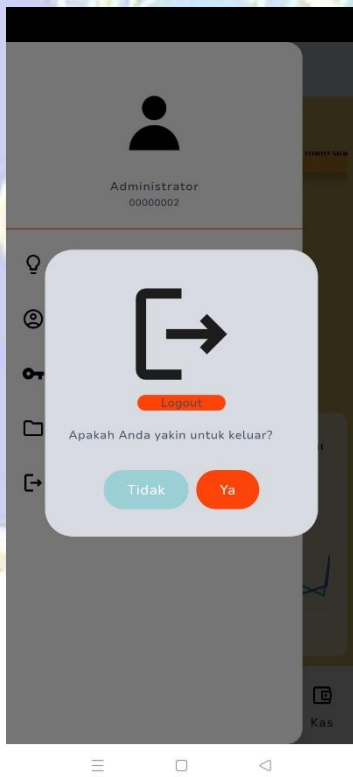 Administrator
00000002
Logout
Apakah Anda yakin untuk keluar?
Tidak
Ya
Kas